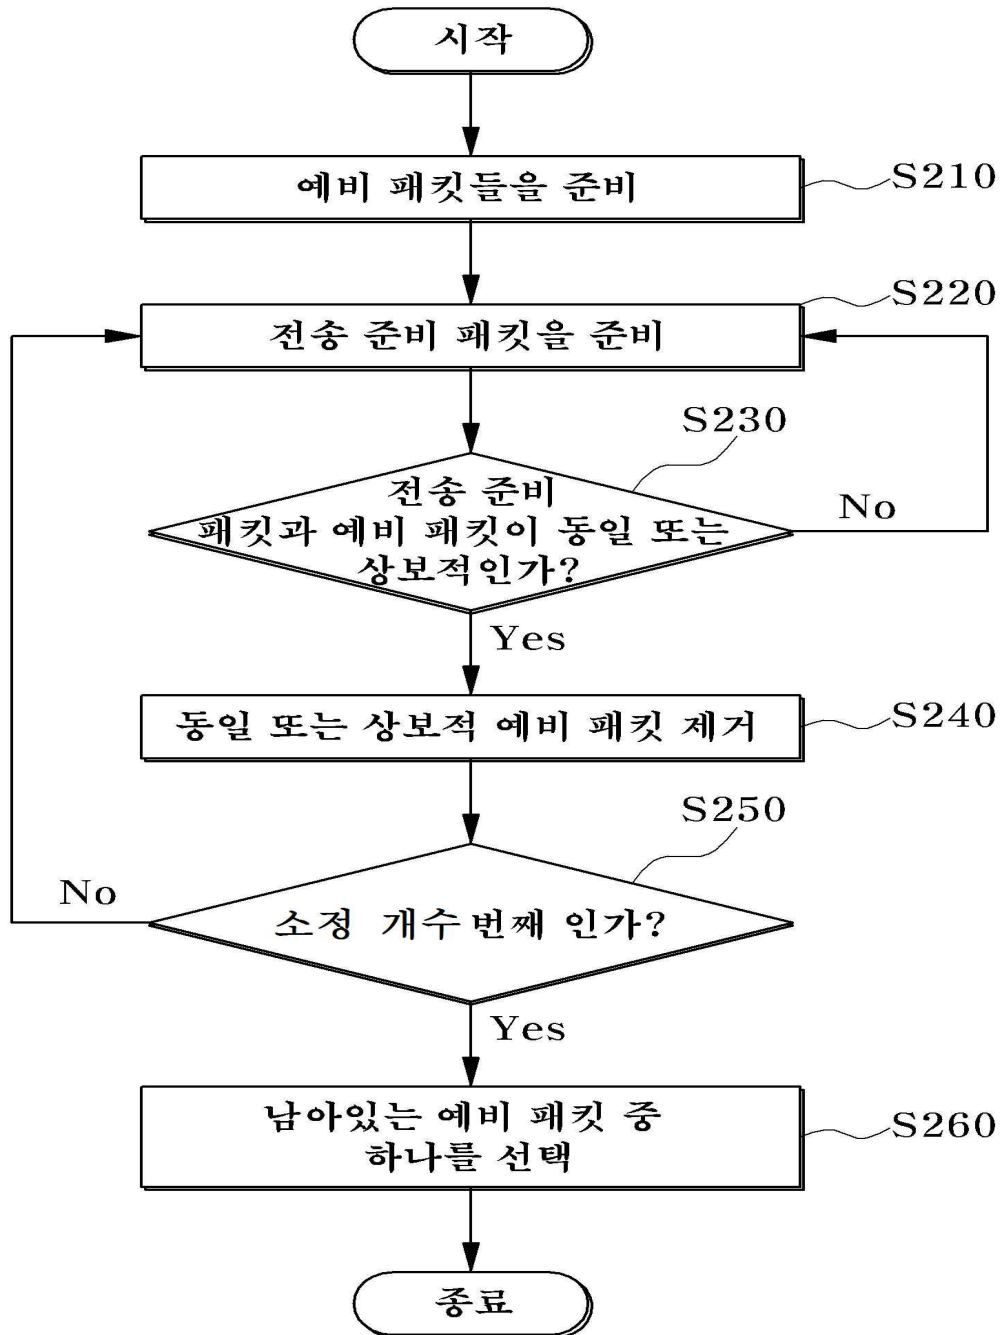 시작
예비 패킷들을 준비
S210
S220
전송 준비 패킷을 준비
S230
전송 준비
패킷과 예비 패킷이 동일 또는
상보적인가?
No
Yes
동일 또는 상보적 예비 패킷 제거
S240
S250
No
소정 개수 번째 인가?
Yes
남아있는 예비 패킷 중
하나를 선택
S260
종료